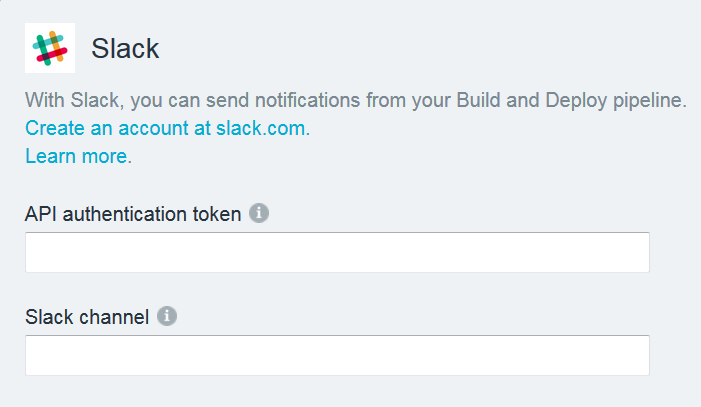 Slack
With Slack, you can send notifications from your Build and Deploy pipeline.
Create an account at slack.com.
Learn more.
API authentication token
Slack channel